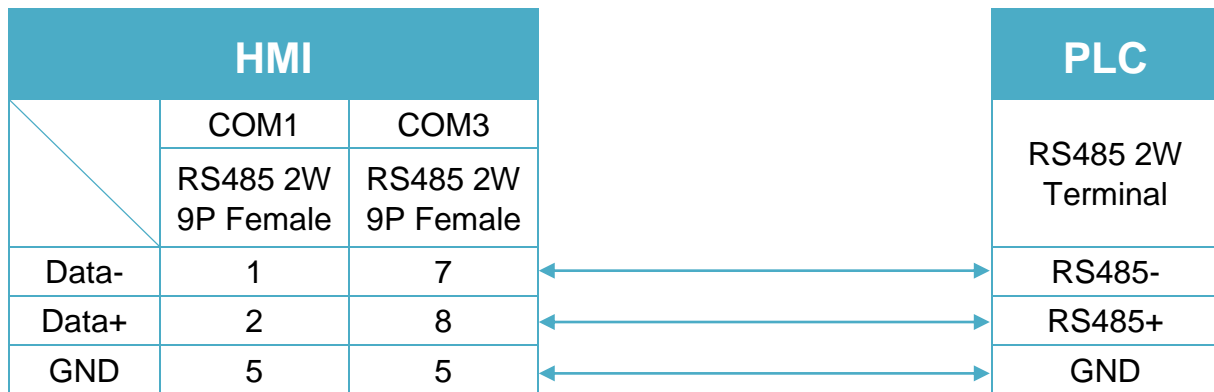 HMI
PLC
COM1 COM3
RS485 2W
9P Female
RS485 2W
9P Female
RS485 2W
Terminal
Data- 1 7 RS485-
Data+ 2 8 RS485+
GND 5 5 GND